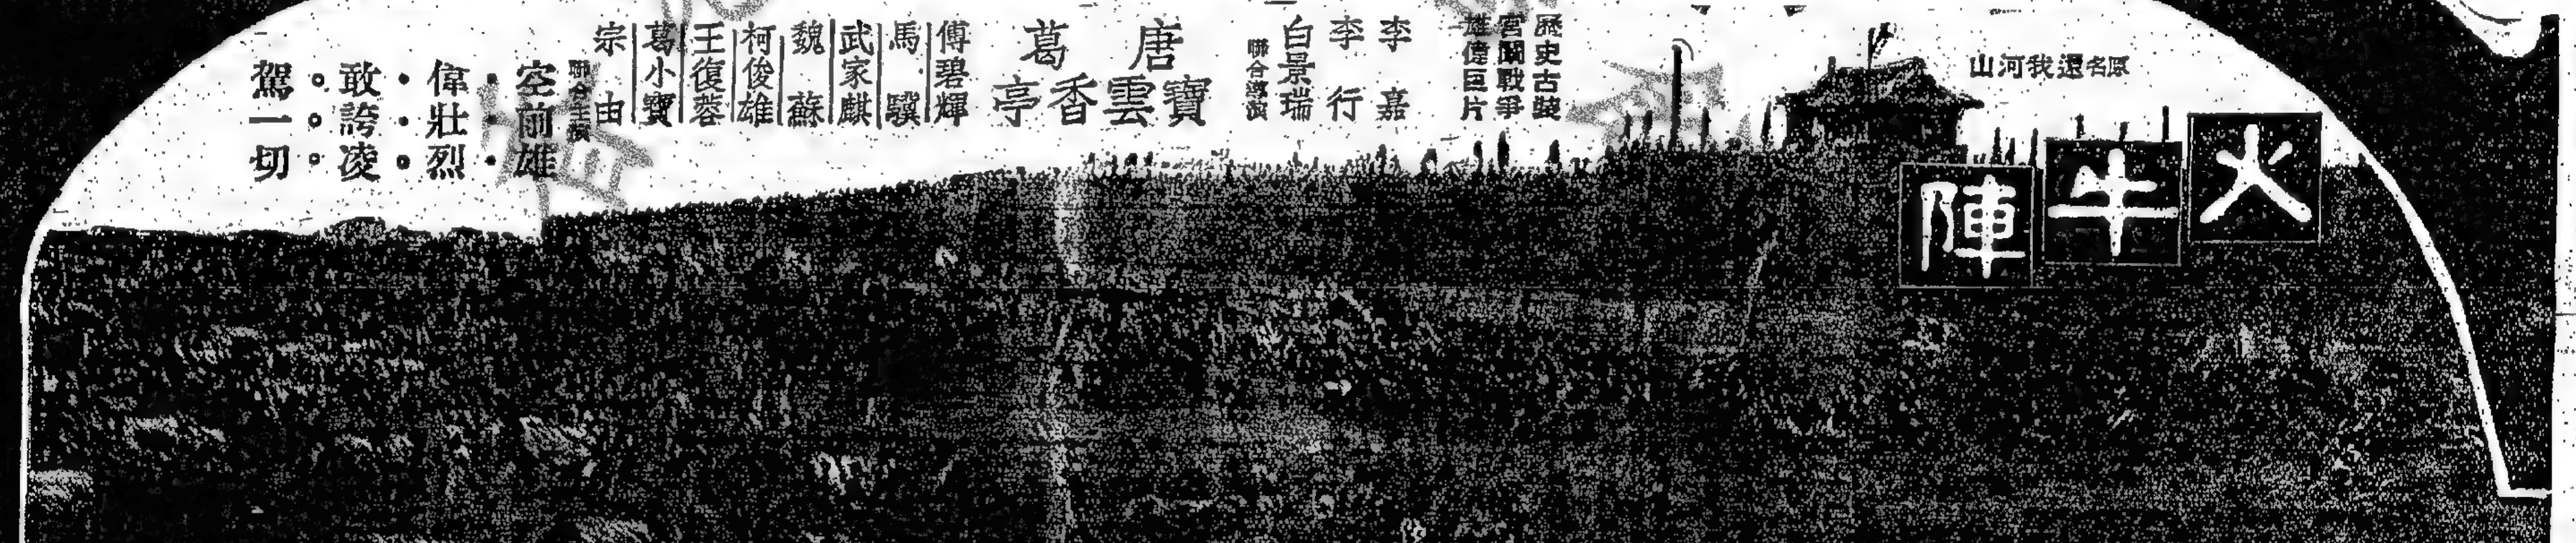 原名還我河山
火牛陣
歷史古裝
宮闈戰爭
雄偉巨片
李嘉
李行
白景瑞
聯合導演
唐寶雲
葛香亭
傅碧輝
馬驥
武家麒
魏蘇
柯俊雄
王復蓉
葛小寶
宗由
聯合主演
空前雄
偉壯烈
敢誇凌
駕一切